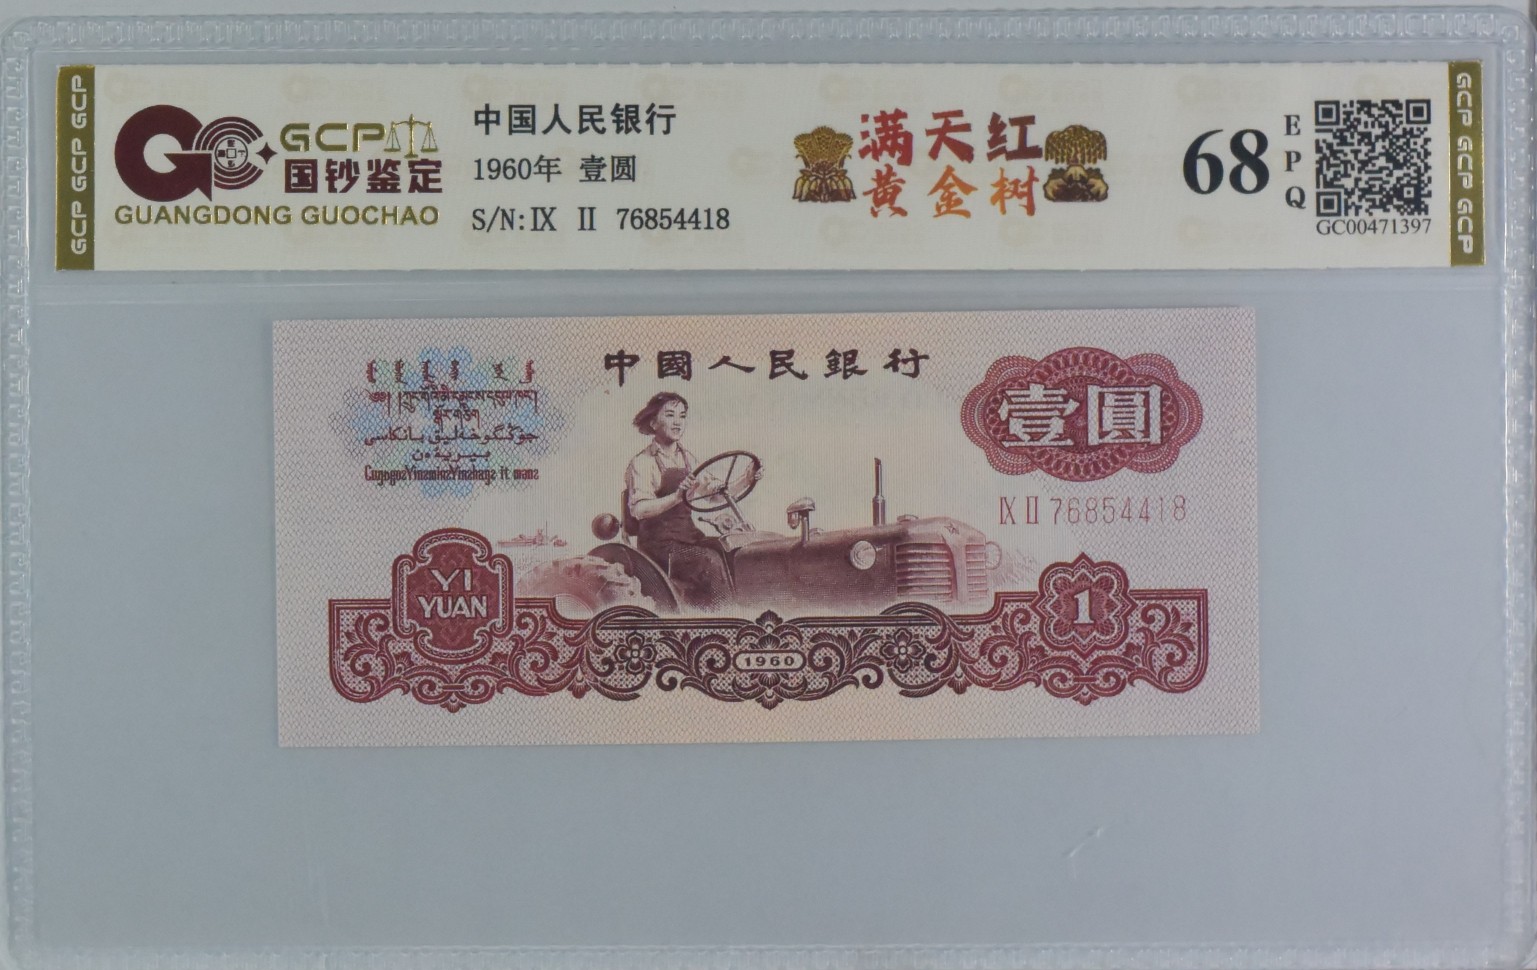 GCP GCP GCP
GCP
国钞鉴定
GUANGDONG GUOCHAO
中国人民银行
1960年 壹圆
S/N: IX II 76854418
满天红
黄金树
68
EPQ
GC00471397
GCP GCP GCP
中國人民銀行
壹圓
IX II 76854418
YI
YUAN
1
1960